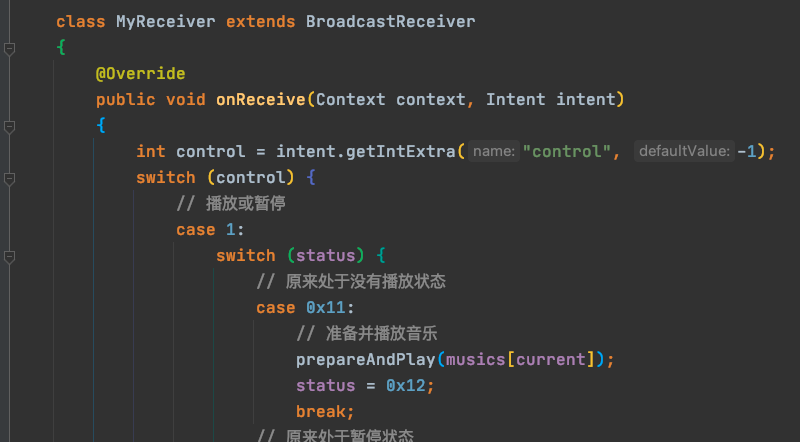 class MyReceiver extends BroadcastReceiver
{
@Override
public void onReceive(Context context, Intent intent)
{
int control = intent.getIntExtra( name: "control", defaultValue: -1);
switch (control) {
// 播放或暂停
case 1:
switch (status) {
// 原来处于没有播放状态
case 0x11:
// 准备并播放音乐
prepareAndPlay(musics[current]);
status = 0x12;
break;
// 原来处于暂停状态